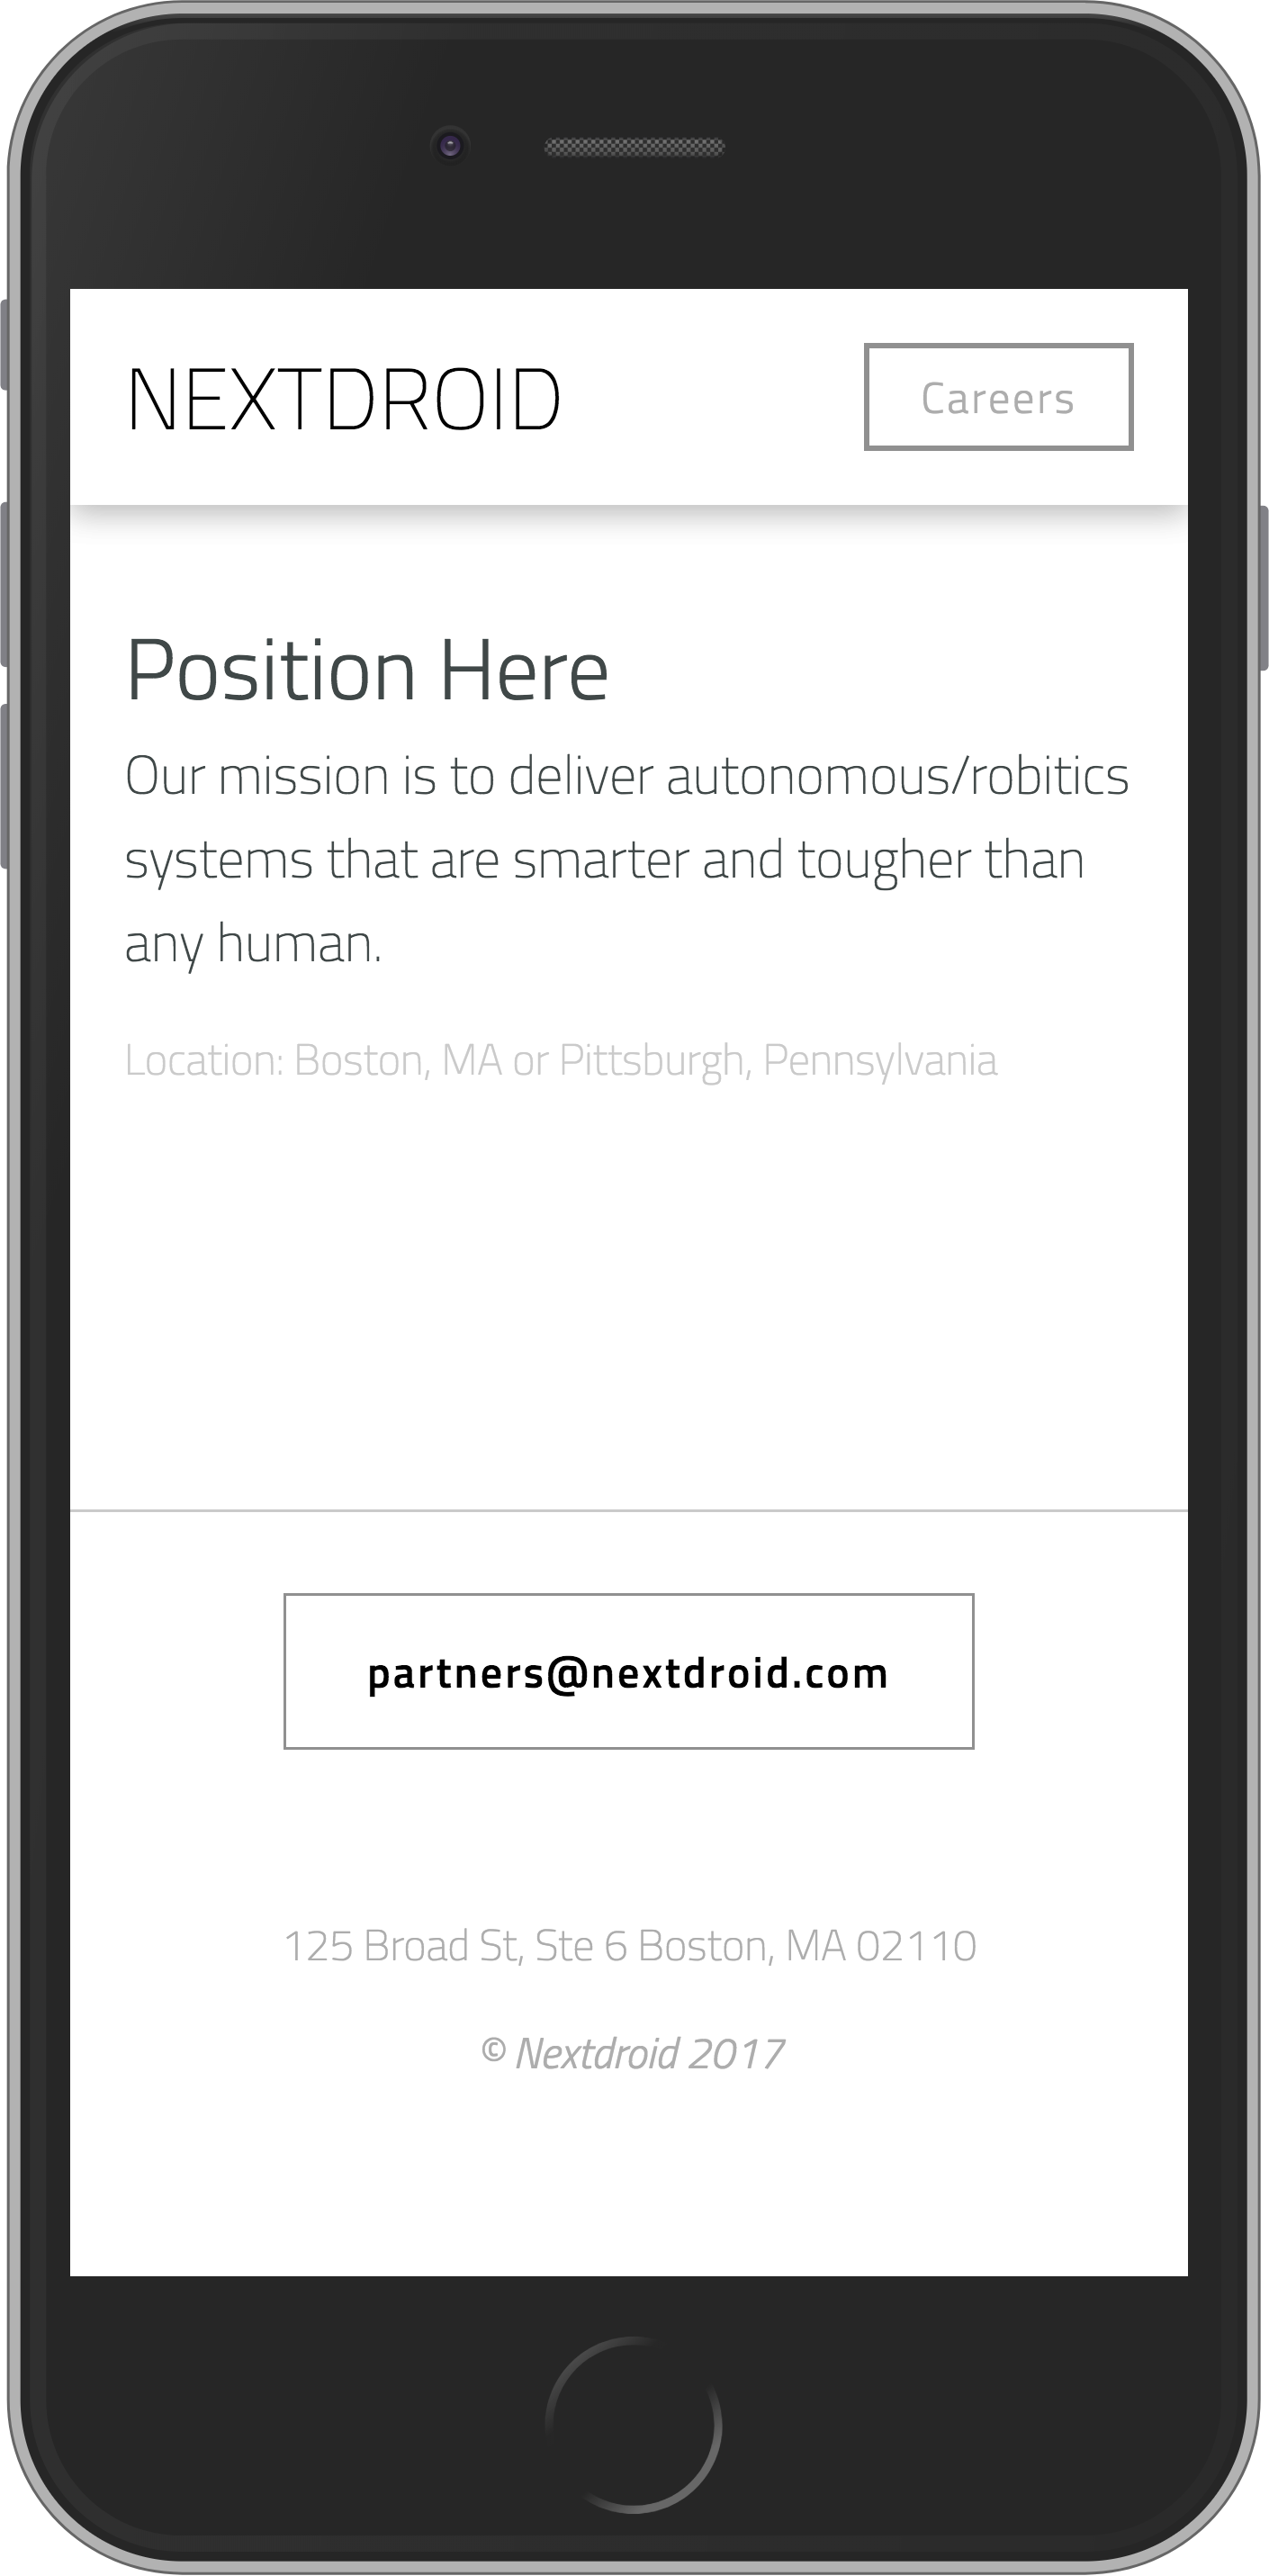 NEXTDROID
Careers
Position Here
Our mission is to deliver autonomous/robitics
systems that are smarter and tougher than
any human.
Location: Boston, MA or Pittsburgh, Pennsylvania
partners@nextdroid.com
125 Broad St, Ste 6 Boston, MA 02110
© Nextdroid 2017